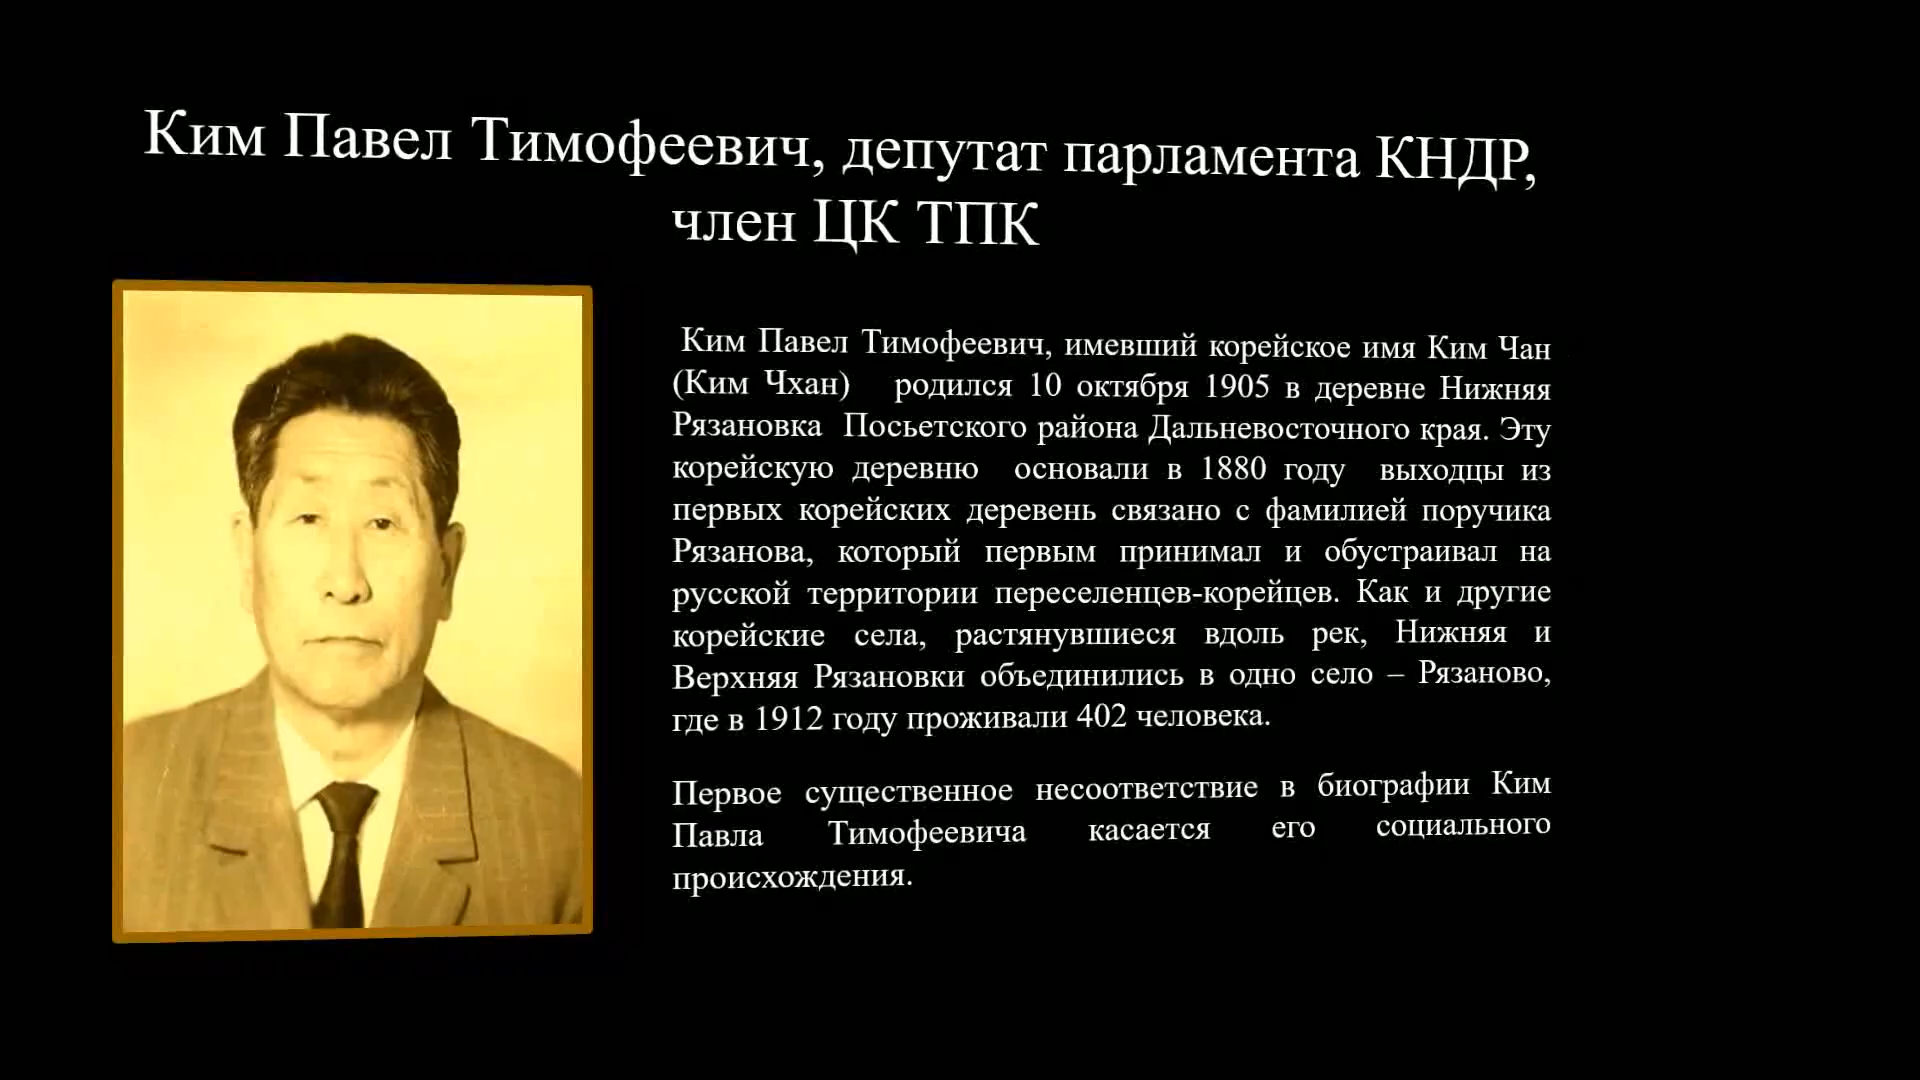 Ким Павел Тимофеевич, депутат парламента КНДР,
член ЦК ТПК
Ким Павел Тимофеевич, имевший корейское имя Ким Чан
(Ким Чхан) родился 10 октября 1905 в деревне Нижняя
Рязановка Посьетского района Дальневосточного края. Эту
корейскую деревню основали в 1880 году выходцы из
первых корейских деревень связано с фамилией поручика
Рязанова, который первым принимал и обустраивал на
русской территории переселенцев-корейцев. Как и другие
корейские села, растянувшиеся вдоль рек, Нижняя и
Верхняя Рязановки объединились в одно село – Рязаново,
где в 1912 году проживали 402 человека.
Первое существенное несоответствие в биографии Ким
Павла Тимофеевича касается его социального
происхождения.